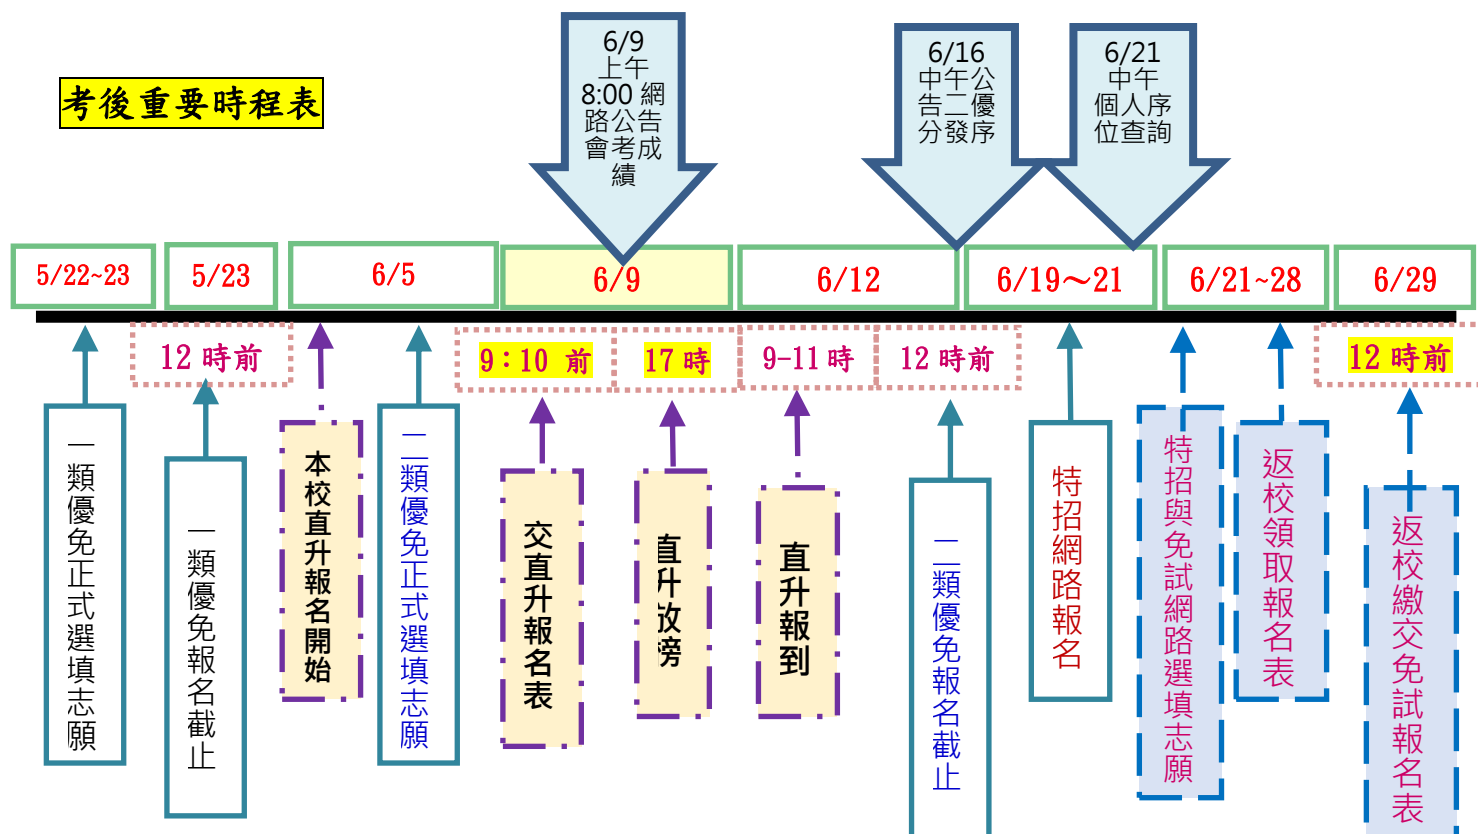 考後重要時程表
6/9
上午
8:00 網
路公告
會考成
績
6/16
中午公
告二優
分發序
6/21
中午
個人序
位查詢
5/22~23
5/23
6/5
6/9
6/12
6/19～21
6/21~28
6/29
12 時前
9：10 前
17 時
9-11 時
12 時前
12 時前
一類優免正式選填志願
一類優免報名截止
本校直升報名開始
二類優免正式選填志願
交直升報名表
直升放榜
直升報到
二類優免報名截止
特招網路報名
特招與免試網路選填志願
返校領取報名表
返校繳交免試報名表